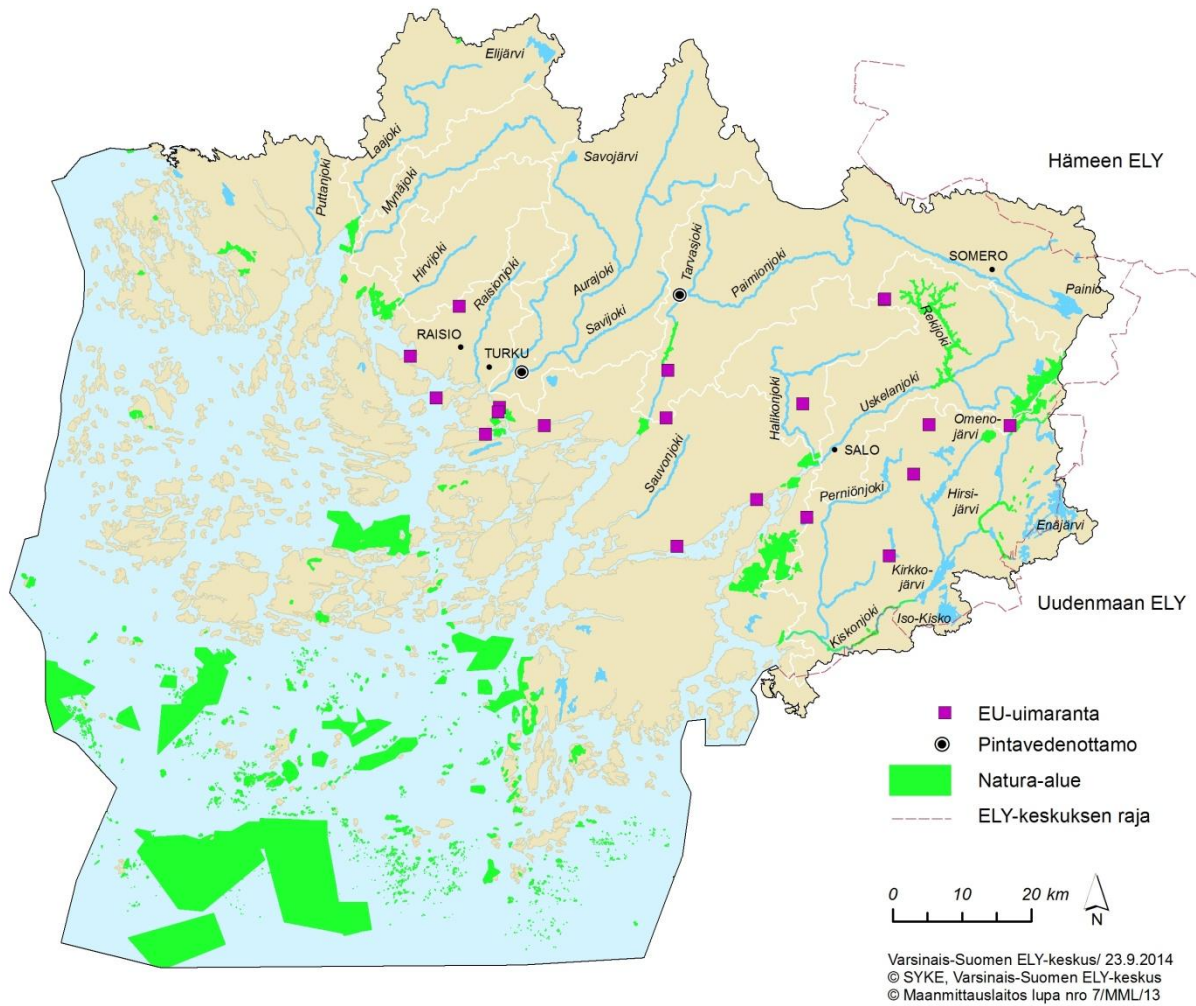 Elijärvi
Laajoki
Puttanjoki
Mynäjoki
Savojärvi
Hämeen ELY
Hirvijoki
Raisionjoki
Aurajoki
Savijoki
Tarvasjoki
Paimionjoki
SOMERO
Painio
Rekijoki
RAISIO
TURKU
Halikonjoki
Uskelanjoki
Omeno-
järvi
SALO
Sauvonjoki
Perniönjoki
Hirsi-
järvi
Enäjärvi
Kirkko-
järvi
Kiskonjoki
Iso-Kisko
Uudenmaan ELY
EU-uimaranta
Pintavedenottamo
Natura-alue
ELY-keskuksen raja
0 10 20 km
N
Varsinais-Suomen ELY-keskus/ 23.9.2014
© SYKE, Varsinais-Suomen ELY-keskus
© Maanmittauslaitos lupa nro 7/MML/13